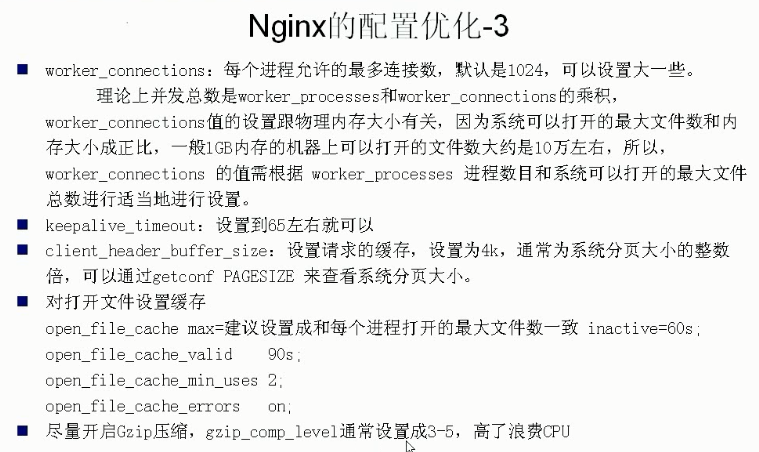 Nginx的配置优化-3
worker_connections：每个进程允许的最多连接数，默认是1024，可以设置大一些。
理论上并发总数是worker_processes和worker_connections的乘积，
worker_connections值的设置跟物理内存大小有关，因为系统可以打开的最大文件数和内
存大小成正比，一般1GB内存的机器上可以打开的文件数大约是10万左右，所以，
worker_connections 的值需根据 worker_processes 进程数目和系统可以打开的最大文件
总数进行适当地进行设置。
keepalive_timeout：设置到65左右就可以
client_header_buffer_size：设置请求的缓存，设置为4k，通常为系统分页大小的整数
倍，可以通过getconf PAGESIZE 来查看系统分页大小。
对打开文件设置缓存
open_file_cache max=建议设置成和每个进程打开的最大文件数一致 inactive=60s;
open_file_cache_valid 90s;
open_file_cache_min_uses 2;
open_file_cache_errors on;
尽量开启Gzip压缩，gzip_comp_level通常设置成3-5，高了浪费CPU